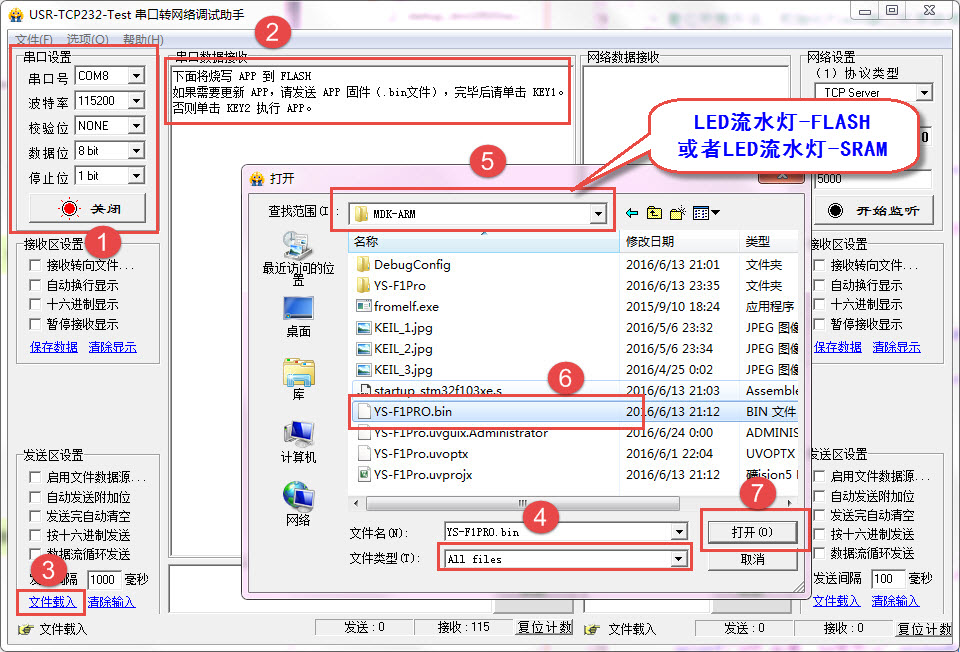 USR-TCP232-Test 串口转网络调试助手
文件(F) 选项(O) 帮助(H)
串口设置
串口号 COM8
波特率 115200
校验位 NONE
数据位 8 bit
停止位 1 bit
关闭
1
接收区设置
接收转向文件...
自动换行显示
十六进制显示
暂停接收显示
保存数据 清除显示
发送区设置
启用文件数据源...
自动发送附加位
发送完自动清空
按十六进制发送
数据流循环发送
3
间隔 1000 毫秒
文件载入 清除输入
文件载入
2
串口数据接收
下面将烧写 APP 到 FLASH
如果需要更新 APP，请发送 APP 固件（.bin文件），完毕后请单击 KEY1。
否则单击 KEY2 执行 APP。
网络数据接收
LED流水灯-FLASH
或者LED流水灯-SRAM
5
打开
查找范围(I): MDK-ARM
最近访问的位置
桌面
库
计算机
网络
名称 修改日期 类型
DebugConfig 2016/6/13 21:01 文件夹
YS-F1Pro 2016/6/13 23:35 文件夹
fromelf.exe 2015/9/10 18:24 应用程序
KEIL_1.jpg 2016/5/6 23:32 JPEG 图像
KEIL_2.jpg 2016/5/6 23:34 JPEG 图像
KEIL_3.jpg 2016/4/25 0:02 JPEG 图像
6
startup_stm32f103xe.s 2016/6/13 21:03 Assemble
YS-F1PRO.bin 2016/6/13 21:12 BIN 文件
YS-F1Pro.uvguix.Administrator 2016/6/24 0:00 ADMINIS
YS-F1Pro.uvoptx 2016/6/1 22:04 UVOPTX
YS-F1Pro.uvprojx 2016/6/13 21:12
4
7
文件名(N): YS-F1PRO.bin 打开(O)
文件类型(T): All files 取消
发送 : 0 接收 : 115 复位计数
网络设置
(1) 协议类型
TCP Server
5000
开始监听
接收区设置
接收转向文件...
自动换行显示
十六进制显示
暂停接收显示
保存数据 清除显示
发送区设置
启用文件数据源...
自动发送附加位
发送完自动清空
按十六进制发送
数据流循环发送
发送间隔 100 毫秒
文件载入 清除输入
文件载入 发送 : 0 接收 : 0 复位计数